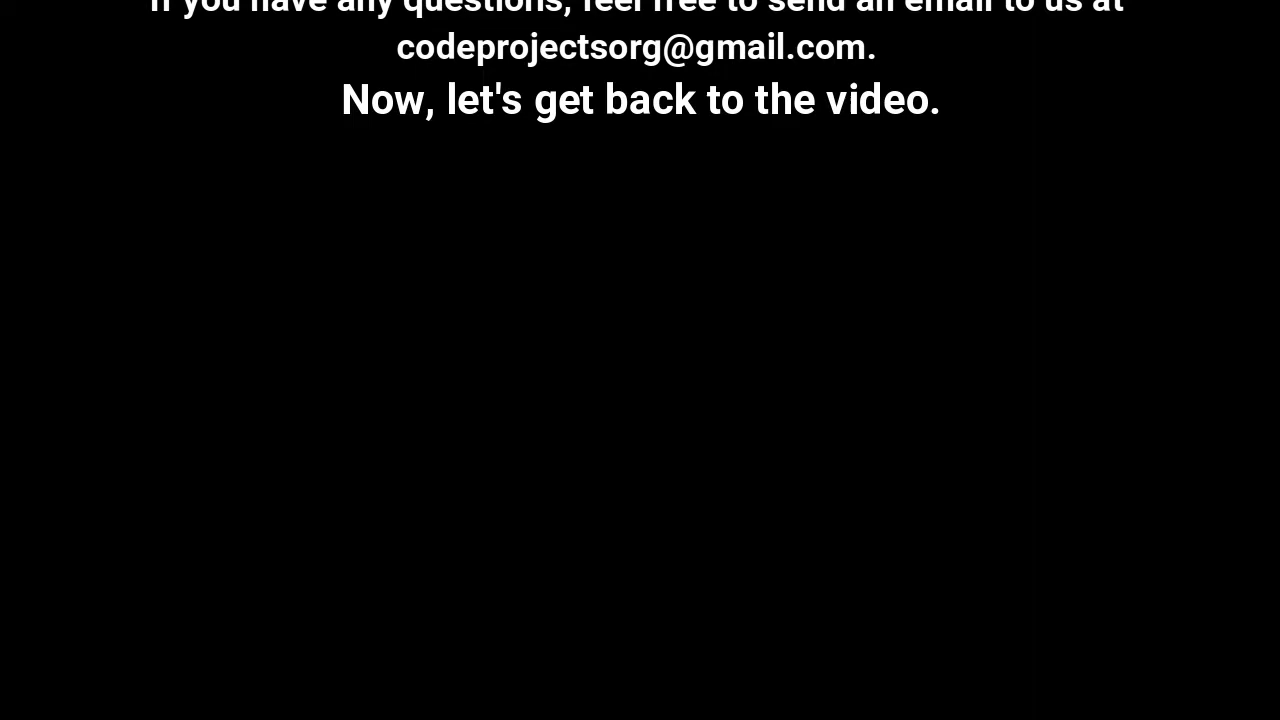 If you have any questions, feel free to send an email to us at
codeprojectsorg@gmail.com.
Now, let's get back to the video.